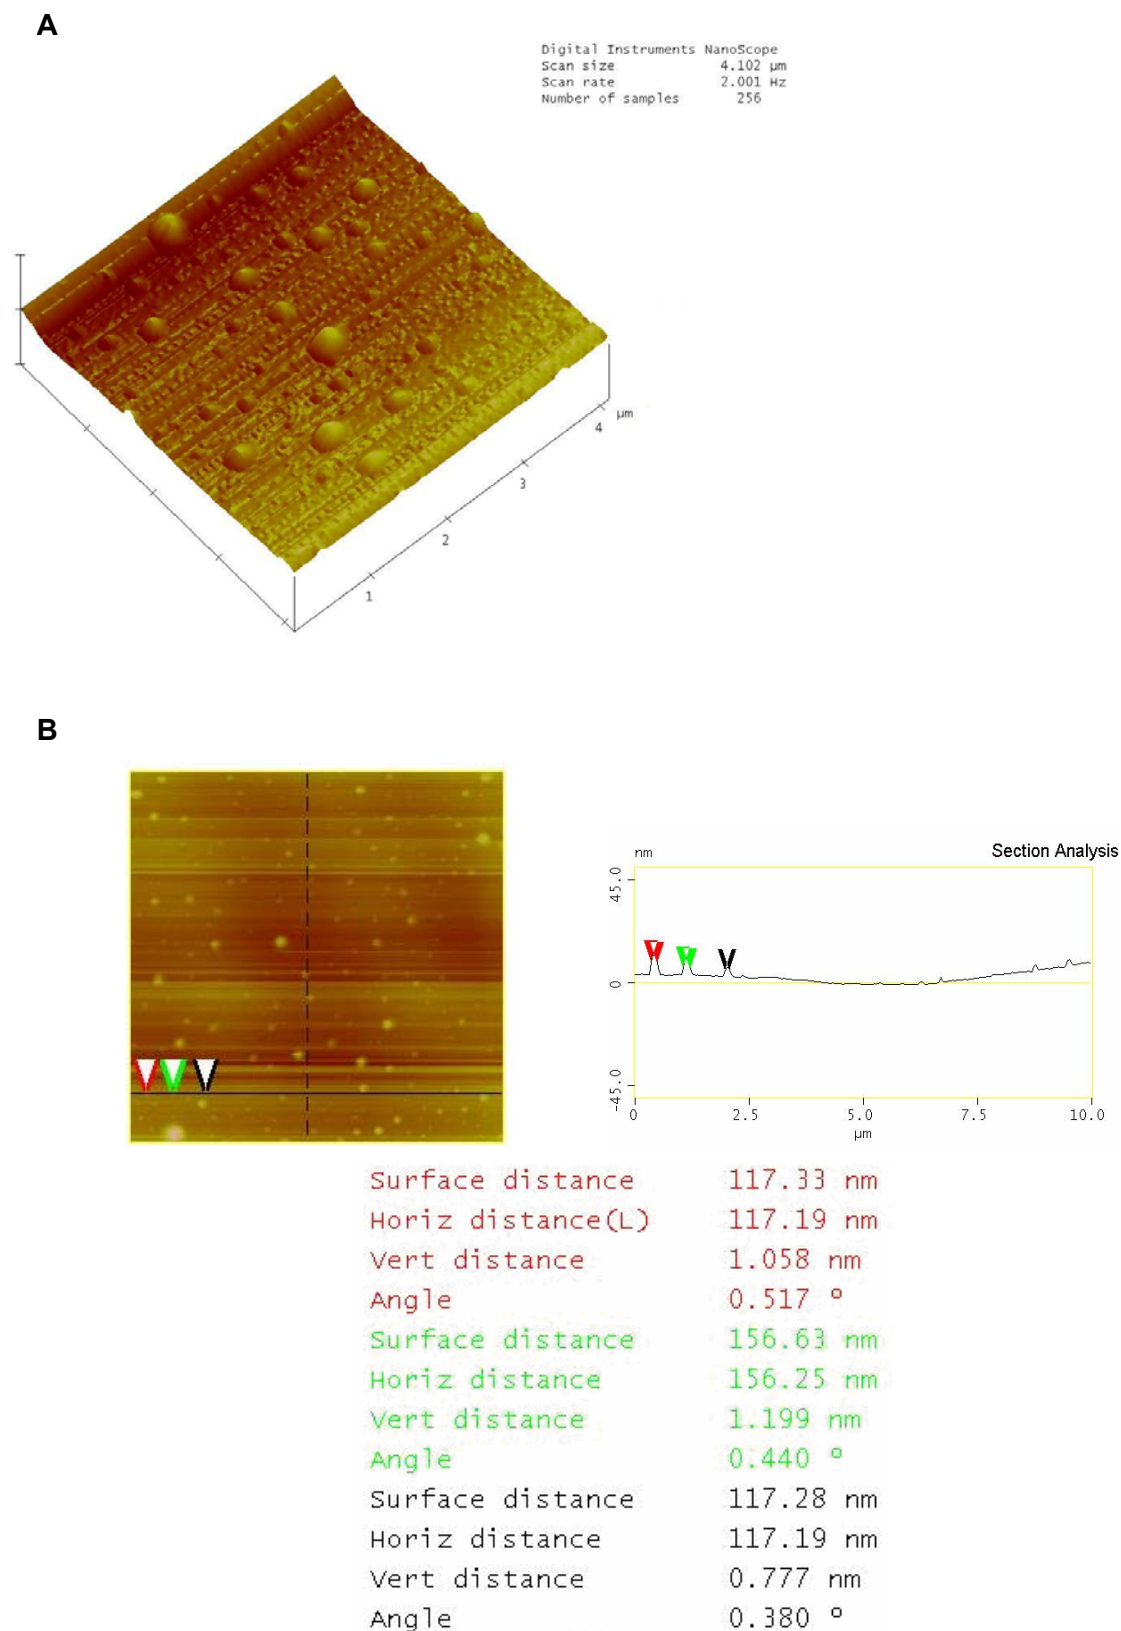 A
Digital Instruments NanoScope
Scan size 4.102 µm
Scan rate 2.001 Hz
Number of samples 256
µm
4
3
2
1
B
nm
Section Analysis
45.0
0
-45.0
0 2.5 5.0 7.5 10.0
µm
Surface distance 117.33 nm
Horiz distance(L) 117.19 nm
Vert distance 1.058 nm
Angle 0.517 °
Surface distance 156.63 nm
Horiz distance 156.25 nm
Vert distance 1.199 nm
Angle 0.440 °
Surface distance 117.28 nm
Horiz distance 117.19 nm
Vert distance 0.777 nm
Angle 0.380 °